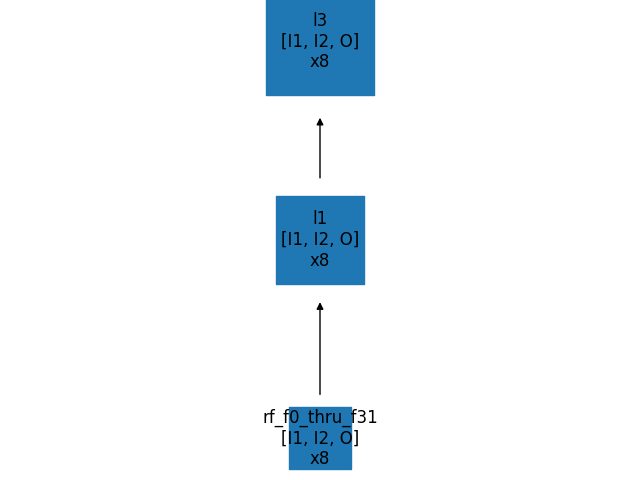 l3
[I1, I2, O]
x8
l1
[I1, I2, O]
x8
rf_f0_thru_f31
[I1, I2, O]
x8